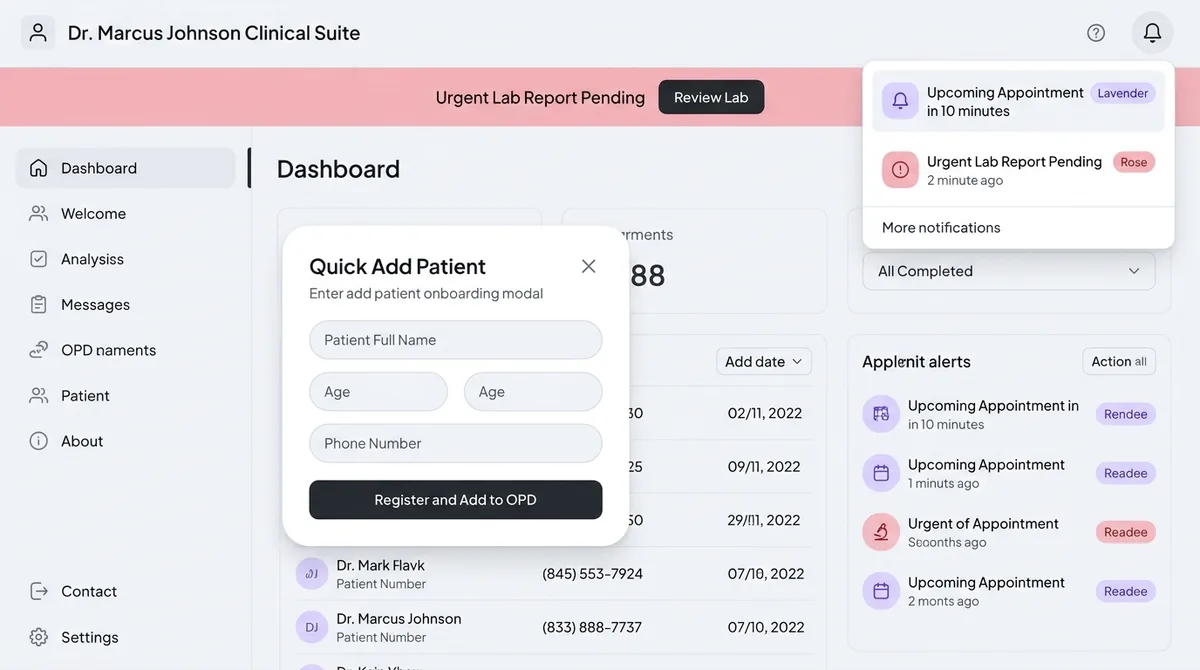 Dr. Marcus Johnson Clinical Suite
Urgent Lab Report Pending
Review Lab
Upcoming Appointment
in 10 minutes
Lavender
Urgent Lab Report Pending
2 minute ago
Rose
More notifications
Dashboard
Welcome
Analysiss
Messages
OPD naments
Patient
About
Contact
Settings
Dashboard
88
All Completed
Quick Add Patient
Enter add patient onboarding modal
Patient Full Name
Age
Age
Phone Number
Register and Add to OPD
Add date
30 02/11, 2022
25 09/11, 2022
50 29/11, 2022
Dr. Mark Flavk
Patient Number
(845) 553-7924
07/10, 2022
DJ
Dr. Marcus Johnson
Patient Number
(833) 888-7737
07/10, 2022
alerts
Action all
Upcoming Appointment in
in 10 minutes
Rendee
Upcoming Appointment
1 minuts ago
Readee
Urgent of Appointment
Secoonths ago
Readee
Upcoming Appointment
2 monts ago
Readee